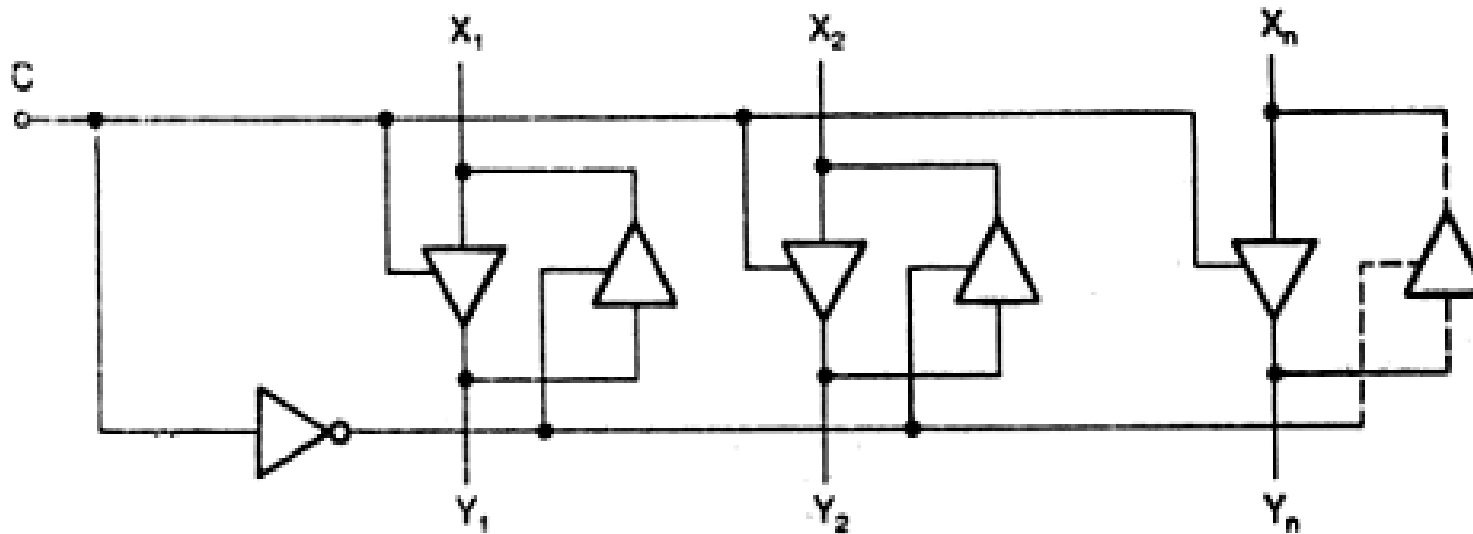 X₁ X₂ Xₙ
C
Y₁ Y₂ Yₙ